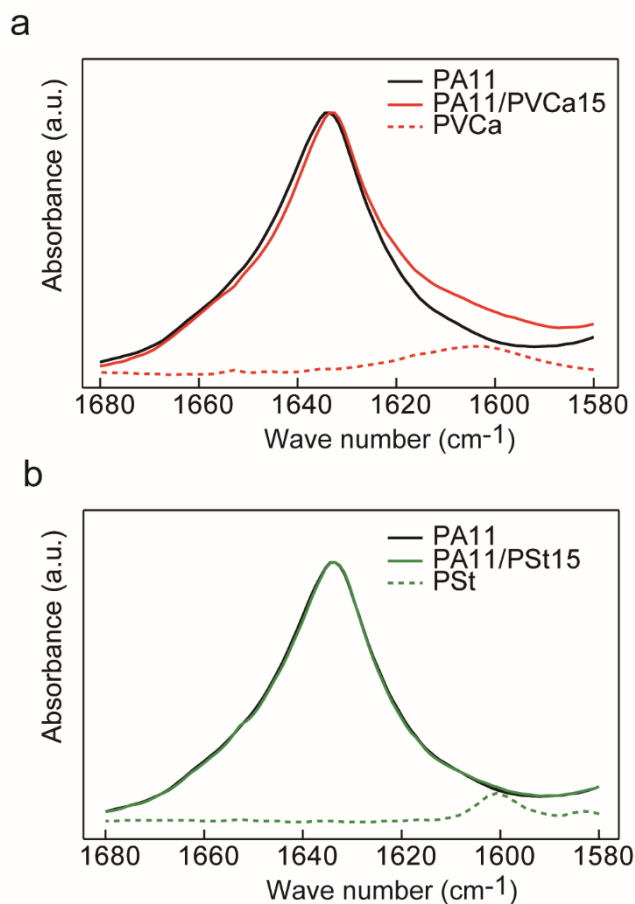 a
Absorbance (a.u.)
PA11
PA11/PVCa15
PVCa
1680 1660 1640 1620 1600 1580
Wave number (cm-1)
b
Absorbance (a.u.)
PA11
PA11/PSt15
PSt
1680 1660 1640 1620 1600 1580
Wave number (cm-1)